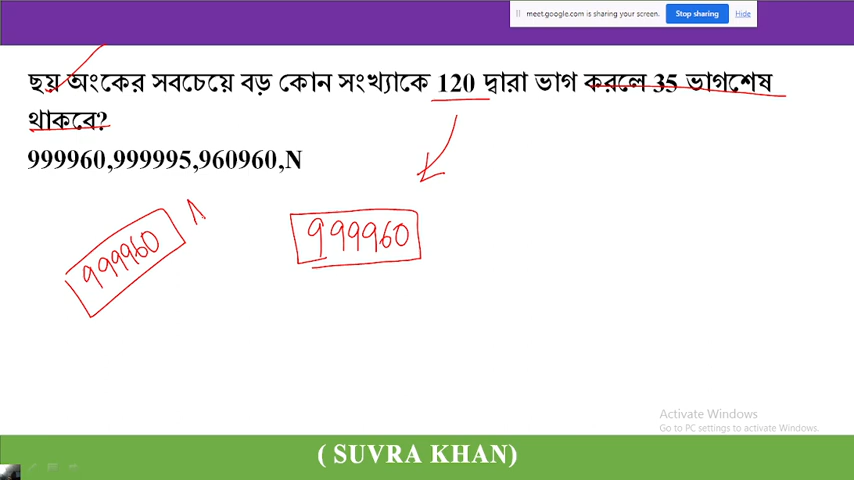 meet.google.com is sharing your screen. Stop sharing Hide
ছয় অংকের সবচেয়ে বড় কোন সংখ্যাকে 120 দ্বারা ভাগ করলে 35 ভাগশেষ
থাকবে?
999960,999995,960960,N
999960
999960
Activate Windows
Go to PC settings to activate Windows.
( SUVRA KHAN)